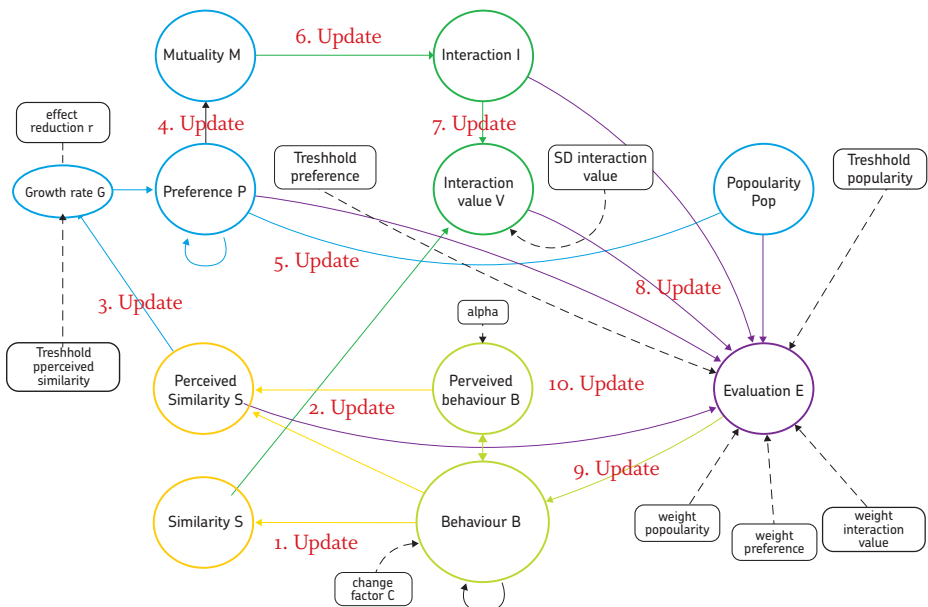 6. Update
Mutuality M
Interaction I
effect
reduction r
4. Update
7. Update
Treshhold
preference
SD interaction
value
Treshhold
popularity
Growth rate G
Preference P
Interaction
value V
Popoularity
Pop
5. Update
8. Update
3. Update
alpha
Treshhold
pperceived
similarity
Perceived
Similarity S
Perveived
behaviour B
10. Update
Evaluation E
2. Update
9. Update
Similarity S
Behaviour B
weight
popoularity
weight
preference
weight
interaction
value
1. Update
change
factor C